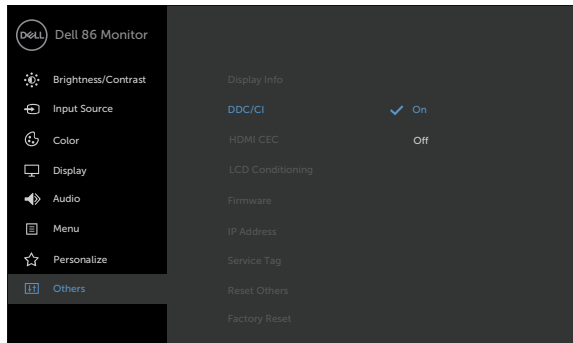 DELL Dell 86 Monitor
Brightness/Contrast
Display Info
Input Source
DDC/CI On
Color
HDMI CEC Off
Display
LCD Conditioning
Audio
Firmware
Menu
IP Address
Personalize
Service Tag
Others
Reset Others
Factory Reset